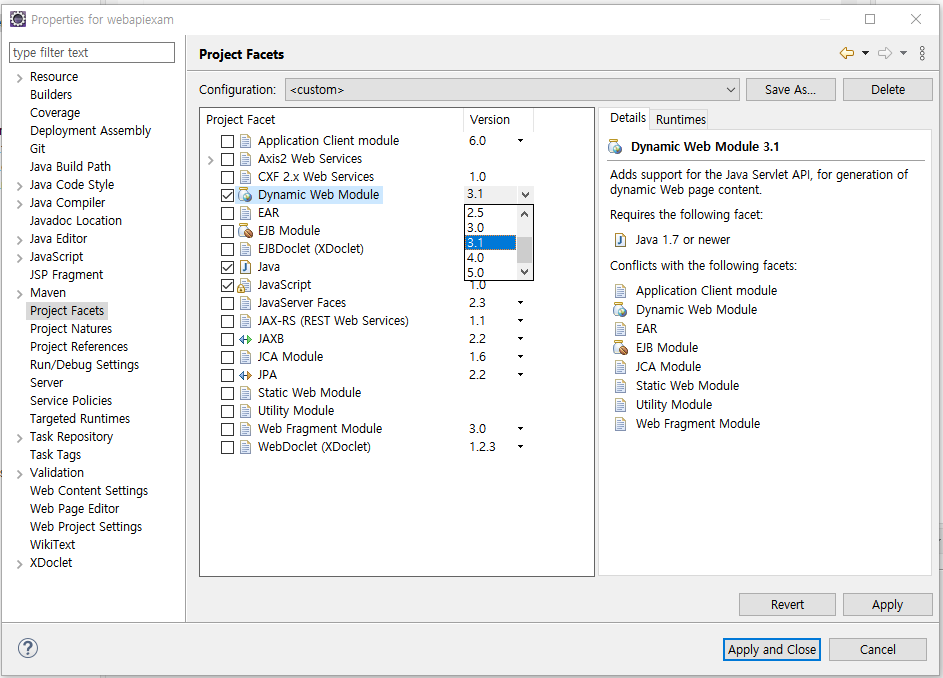 Properties for webapiexam
type filter text
Resource
Builders
Coverage
Deployment Assembly
Git
Java Build Path
Java Code Style
Java Compiler
Javadoc Location
Java Editor
JavaScript
JSP Fragment
Maven
Project Facets
Project Natures
Project References
Run/Debug Settings
Server
Service Policies
Targeted Runtimes
Task Repository
Task Tags
Validation
Web Content Settings
Web Page Editor
Web Project Settings
WikiText
XDoclet
Project Facets
Configuration: <custom> Save As... Delete
Project Facet Version
Application Client module 6.0
Axis2 Web Services
CXF 2.x Web Services 1.0
Dynamic Web Module 3.1
EAR
EJB Module
EJBDoclet (XDoclet)
Java
JavaScript 1.0
JavaServer Faces 2.3
JAX-RS (REST Web Services) 1.1
JAXB 2.2
JCA Module 1.6
JPA 2.2
Static Web Module
Utility Module
Web Fragment Module 3.0
WebDoclet (XDoclet) 1.2.3
2.5
3.0
3.1
4.0
5.0
Details Runtimes
Dynamic Web Module 3.1
Adds support for the Java Servlet API, for generation of
dynamic Web page content.
Requires the following facet:
Java 1.7 or newer
Conflicts with the following facets:
Application Client module
Dynamic Web Module
EAR
EJB Module
JCA Module
Static Web Module
Utility Module
Web Fragment Module
Revert Apply
Apply and Close Cancel